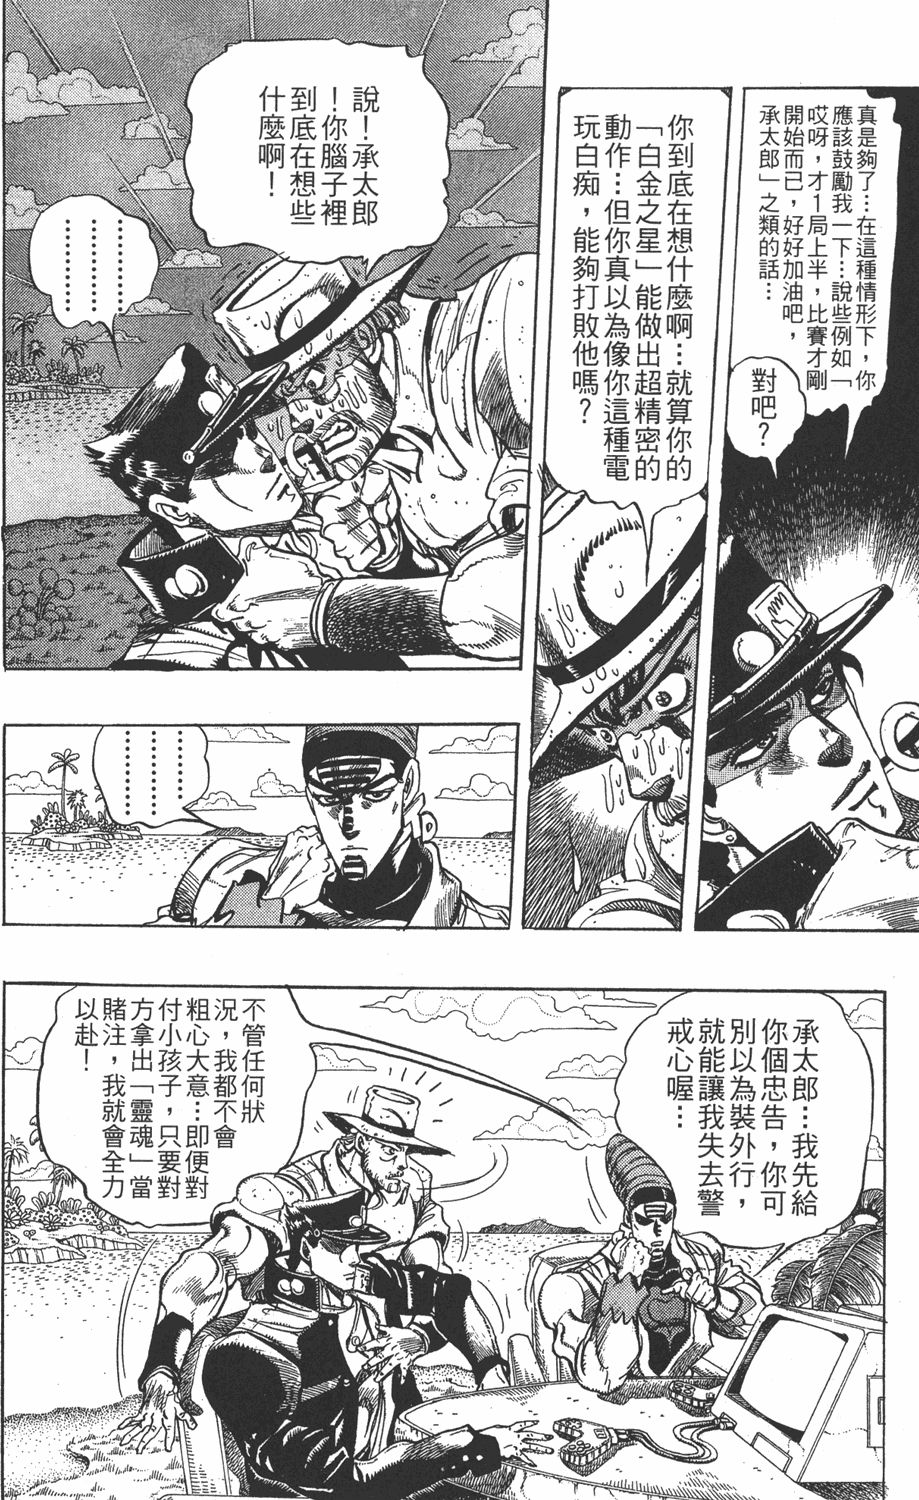 真是夠了…在這種情形下，你
應該鼓勵我一下…說些例如「
哎呀，才1局上半，比賽才剛
開始而已，好好加油吧，
承太郎」之類的話…
對吧？
你到底在想什麼啊…就算你的
「白金之星」能做出超精密的
動作…但你真以為像你這種電
玩白痴，能夠打敗他嗎？
說！承太郎
！你腦子裡
到底在想些
什麼啊！
………
………
………
………
………
………
承太郎…我先給
你個忠告，你可
別以為裝外行，
就能讓我失去警
戒心喔…
不管任何狀
況，我都不會
粗心大意…即便對
付小孩子，只要對
方拿出「靈魂」當
賭注，我就會全力
以赴！